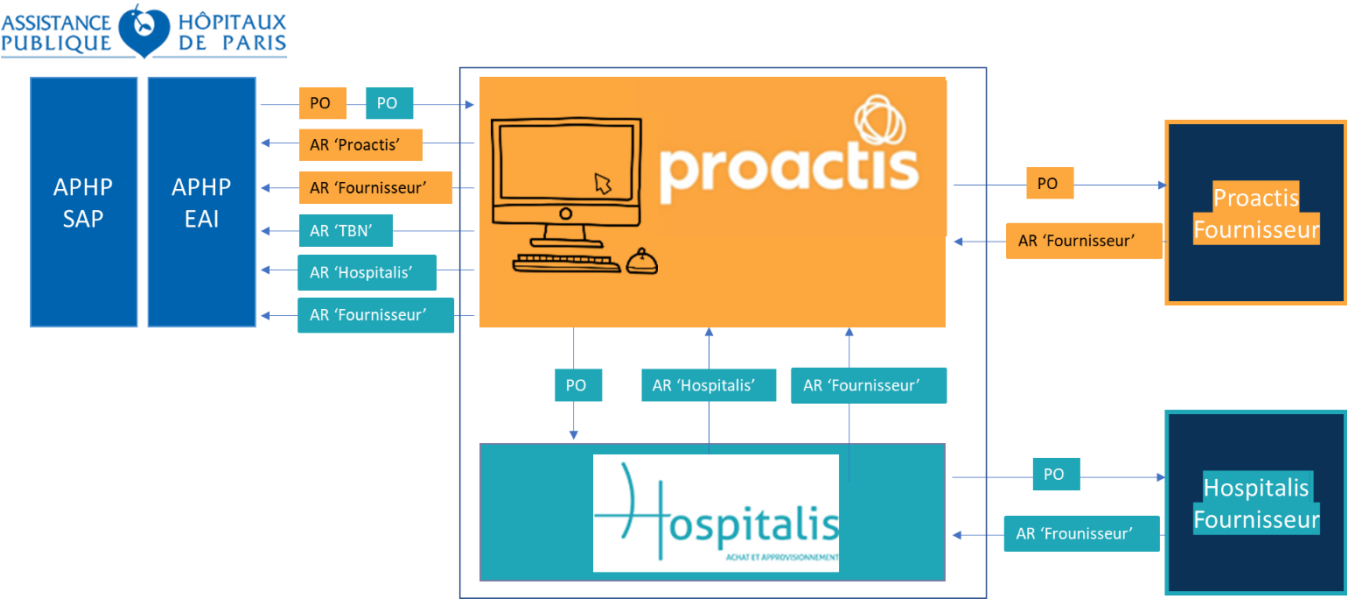 ASSISTANCE HÔPITAUX
PUBLIQUE DE PARIS
APHP
SAP
APHP
EAI
PO PO
AR ‘Proactis’
AR ‘Fournisseur’
AR ‘TBN’
AR ‘Hospitalis’
AR ‘Fournisseur’
proactis
PO
AR ‘Fournisseur’
Proactis
Fournisseur
PO
AR ‘Hospitalis’
AR ‘Fournisseur’
Hospitalis
ACHAT ET APPROVISIONNEMENT
PO
AR ‘Frounisseur’
Hospitalis
Fournisseur